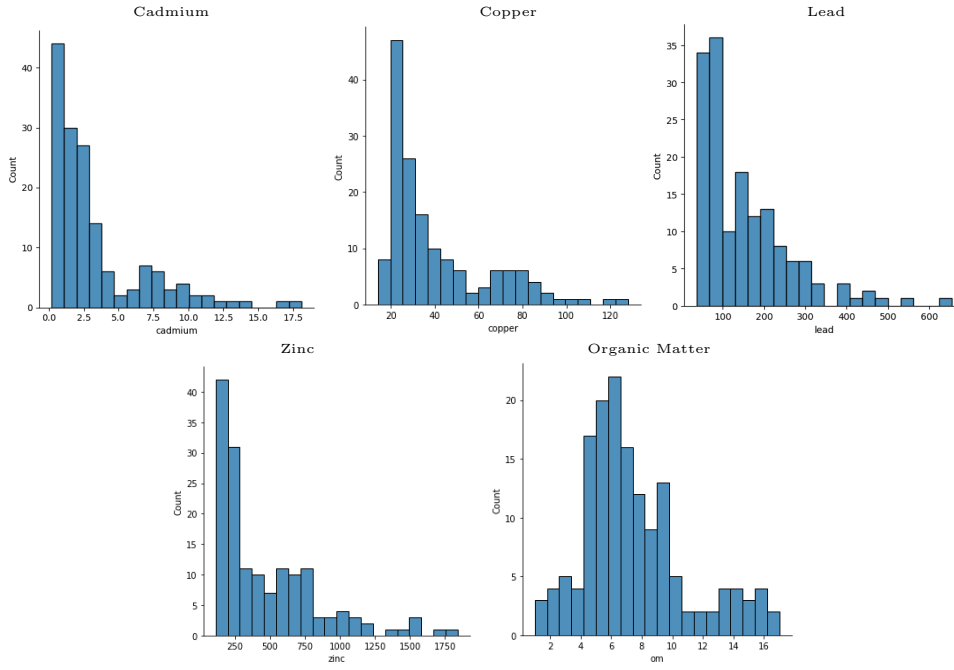 Cadmium
40
30
20
10
0
Count
0.0 2.5 5.0 7.5 10.0 12.5 15.0 17.5
cadmium
Copper
40
30
20
10
0
Count
20 40 60 80 100 120
copper
Lead
35
30
25
20
15
10
5
0
Count
100 200 300 400 500 600
lead
Zinc
40
35
30
25
20
15
10
5
0
Count
250 500 750 1000 1250 1500 1750
zinc
Organic Matter
20
15
10
5
0
Count
2 4 6 8 10 12 14 16
om